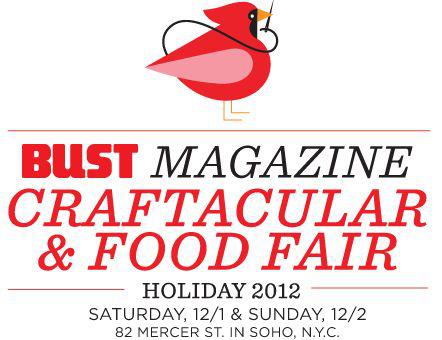 BUST MAGAZINE
CRAFTACULAR
& FOOD FAIR
HOLIDAY 2012
SATURDAY, 12/1 & SUNDAY, 12/2
82 MERCER ST. IN SOHO, N.Y.C.